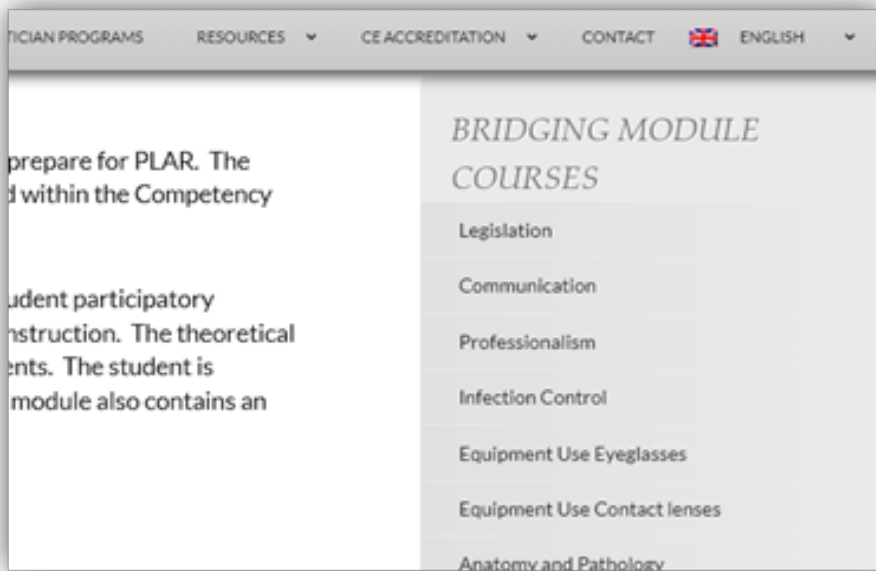 TICIAN PROGRAMS RESOURCES CE ACCREDITATION CONTACT ENGLISH
prepare for PLAR. The
d within the Competency
udent participatory
nstruction. The theoretical
ents. The student is
module also contains an
BRIDGING MODULE
COURSES
Legislation
Communication
Professionalism
Infection Control
Equipment Use Eyeglasses
Equipment Use Contact lenses
Anatomy and Pathology